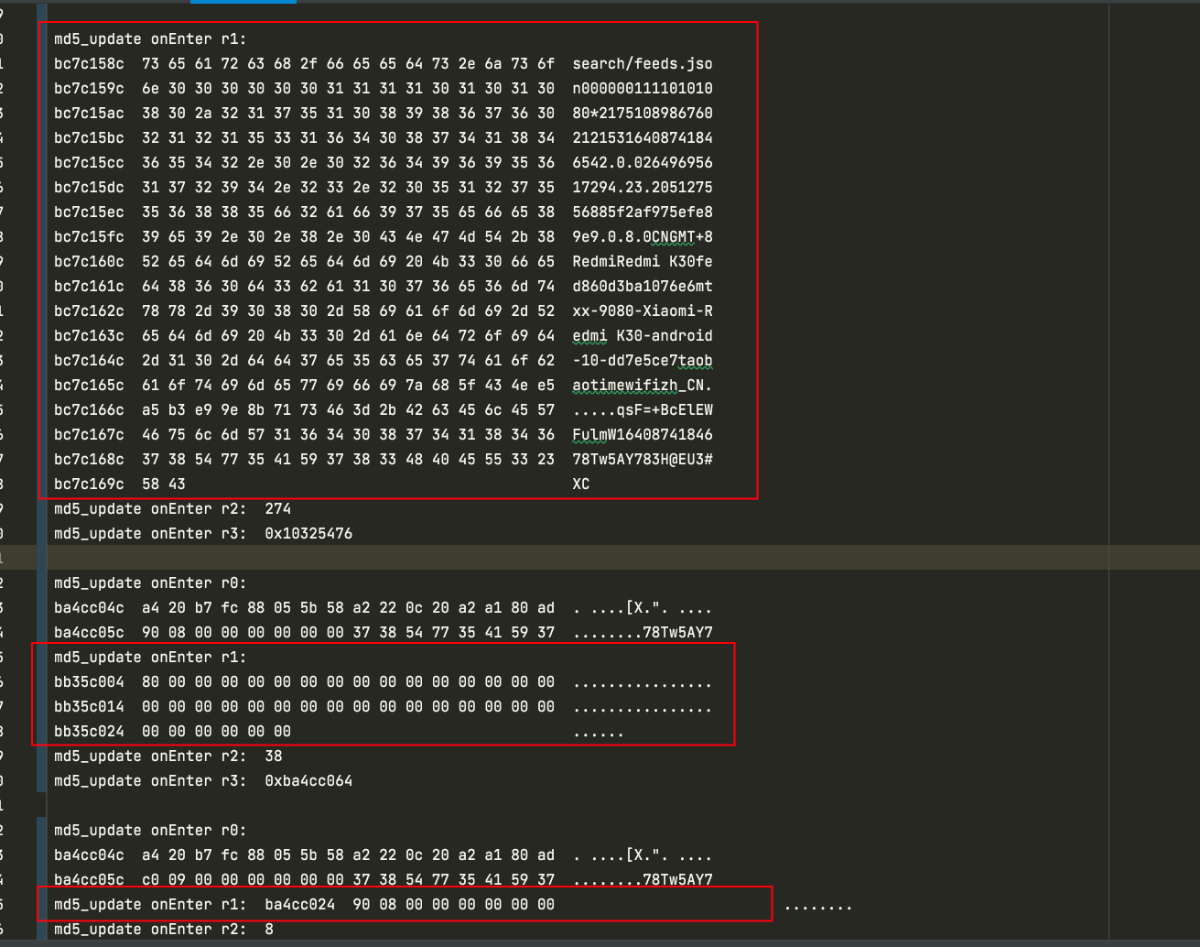 md5_update onEnter r1:
bc7c158c  73 65 61 72 63 68 2f 66 65 65 64 73 2e 6a 73 6f  search/feeds.jso
bc7c159c  6e 30 30 30 30 30 30 31 31 31 31 30 31 30 31 30  n000000111101010
bc7c15ac  38 30 2a 32 31 37 35 31 30 38 39 38 36 37 36 30  80*2175108986760
bc7c15bc  32 31 32 31 35 33 31 36 34 30 38 37 34 31 38 34  2121531640874184
bc7c15cc  36 35 34 32 2e 30 2e 30 32 36 34 39 36 39 35 36  6542.0.026496956
bc7c15dc  31 37 32 39 34 2e 32 33 2e 32 30 35 31 32 37 35  17294.23.2051275
bc7c15ec  35 36 38 38 35 66 32 61 66 39 37 35 65 66 65 38  56885f2af975efe8
bc7c15fc  39 65 39 2e 30 2e 38 2e 30 43 4e 47 4d 54 2b 38  9e9.0.8.0CNGMT+8
bc7c160c  52 65 64 6d 69 52 65 64 6d 69 20 4b 33 30 66 65  RedmiRedmi K30fe
bc7c161c  64 38 36 30 64 33 62 61 31 30 37 36 65 36 6d 74  d860d3ba1076e6mt
bc7c162c  78 78 2d 39 30 38 30 2d 58 69 61 6f 6d 69 2d 52  xx-9080-Xiaomi-R
bc7c163c  65 64 6d 69 20 4b 33 30 2d 61 6e 64 72 6f 69 64  edmi K30-android
bc7c164c  2d 31 30 2d 64 64 37 65 35 63 65 37 74 61 6f 62  -10-dd7e5ce7taob
bc7c165c  61 6f 74 69 6d 65 77 69 66 69 7a 68 5f 43 4e e5  aotimewifizh_CN.
bc7c166c  a5 b3 e9 9e 8b 71 73 46 3d 2b 42 63 45 6c 45 57  .....qsF=+BcElEW
bc7c167c  46 75 6c 6d 57 31 36 34 30 38 37 34 31 38 34 36  FulmW16408741846
bc7c168c  37 38 54 77 35 41 59 37 38 33 48 40 45 55 33 23  78Tw5AY783H@EU3#
bc7c169c  58 43  XC
md5_update onEnter r2:  274
md5_update onEnter r3:  0x10325476
md5_update onEnter r0:
ba4cc04c  a4 20 b7 fc 88 05 5b 58 a2 22 0c 20 a2 a1 80 ad  . ....[X.". ....
ba4cc05c  90 08 00 00 00 00 00 00 37 38 54 77 35 41 59 37  ........78Tw5AY7
md5_update onEnter r1:
bb35c004  80 00 00 00 00 00 00 00 00 00 00 00 00 00 00 00  ................
bb35c014  00 00 00 00 00 00 00 00 00 00 00 00 00 00 00 00  ................
bb35c024  00 00 00 00 00 00  ......
md5_update onEnter r2:  38
md5_update onEnter r3:  0xba4cc064
md5_update onEnter r0:
ba4cc04c  a4 20 b7 fc 88 05 5b 58 a2 22 0c 20 a2 a1 80 ad  . ....[X.". ....
ba4cc05c  c0 09 00 00 00 00 00 00 37 38 54 77 35 41 59 37  ........78Tw5AY7
md5_update onEnter r1:  ba4cc024  90 08 00 00 00 00 00 00  ........
md5_update onEnter r2:  8